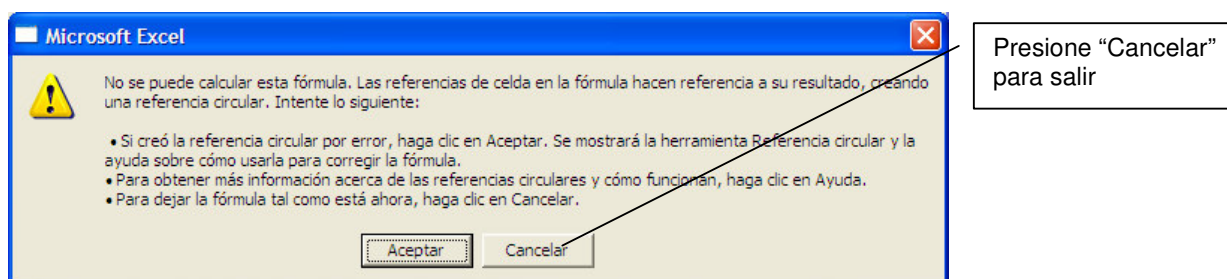 Microsoft Excel
No se puede calcular esta fórmula. Las referencias de celda en la fórmula hacen referencia a su resultado, creando
una referencia circular. Intente lo siguiente:
• Si creó la referencia circular por error, haga clic en Aceptar. Se mostrará la herramienta Referencia circular y la
ayuda sobre cómo usarla para corregir la fórmula.
• Para obtener más información acerca de las referencias circulares y cómo funcionan, haga clic en Ayuda.
• Para dejar la fórmula tal como está ahora, haga clic en Cancelar.
Aceptar
Cancelar
Presione “Cancelar”
para salir